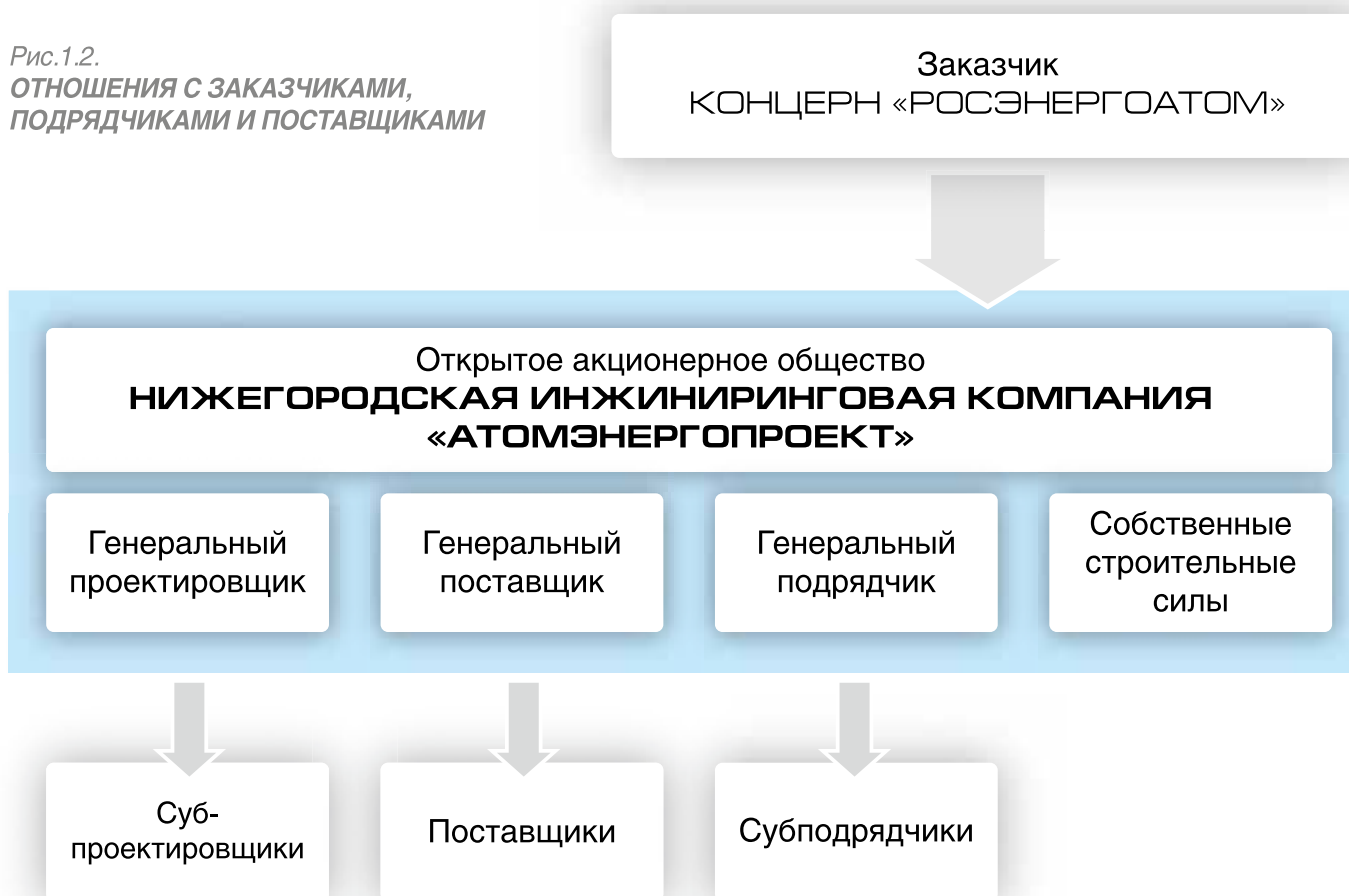 Рис.1.2.
ОТНОШЕНИЯ С ЗАКАЗЧИКАМИ,
ПОДРЯДЧИКАМИ И ПОСТАВЩИКАМИ
Заказчик
КОНЦЕРН «РОСЭНЕРГОАТОМ»
Открытое акционерное общество
НИЖЕГОРОДСКАЯ ИНЖИНИРИНГОВАЯ КОМПАНИЯ
«АТОМЭНЕРГОПРОЕКТ»
Генеральный
проектировщик
Генеральный
поставщик
Генеральный
подрядчик
Собственные
строительные
силы
Суб-
проектировщики
Поставщики
Субподрядчики